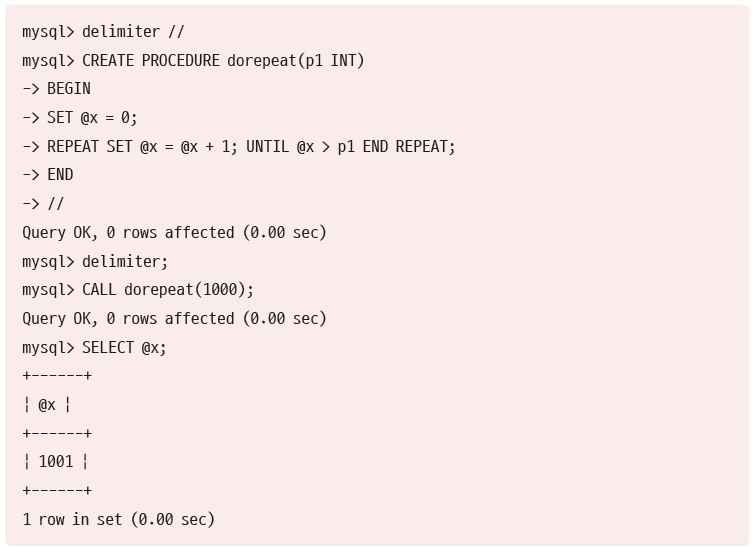 mysql> delimiter //
mysql> CREATE PROCEDURE dorepeat(p1 INT)
-> BEGIN
-> SET @x = 0;
-> REPEAT SET @x = @x + 1; UNTIL @x > p1 END REPEAT;
-> END
-> //
Query OK, 0 rows affected (0.00 sec)
mysql> delimiter;
mysql> CALL dorepeat(1000);
Query OK, 0 rows affected (0.00 sec)
mysql> SELECT @x;
+------+
¦ @x ¦
+------+
¦ 1001 ¦
+------+
1 row in set (0.00 sec)